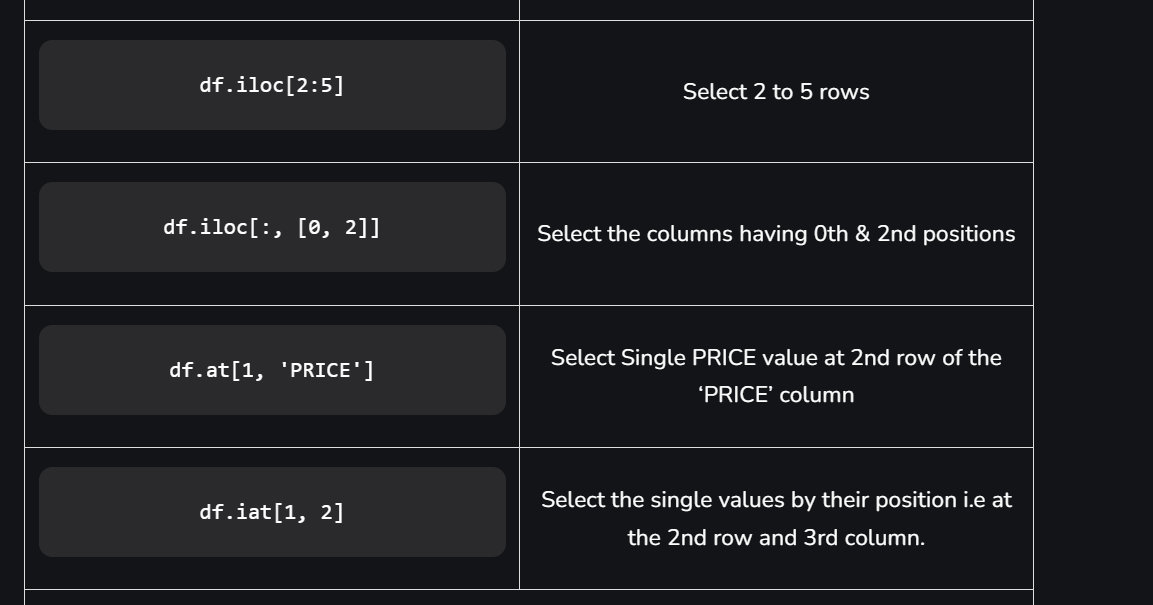 df.iloc[2:5]
Select 2 to 5 rows
df.iloc[:, [0, 2]]
Select the columns having 0th & 2nd positions
df.at[1, 'PRICE']
Select Single PRICE value at 2nd row of the
‘PRICE’ column
df.iat[1, 2]
Select the single values by their position i.e at
the 2nd row and 3rd column.